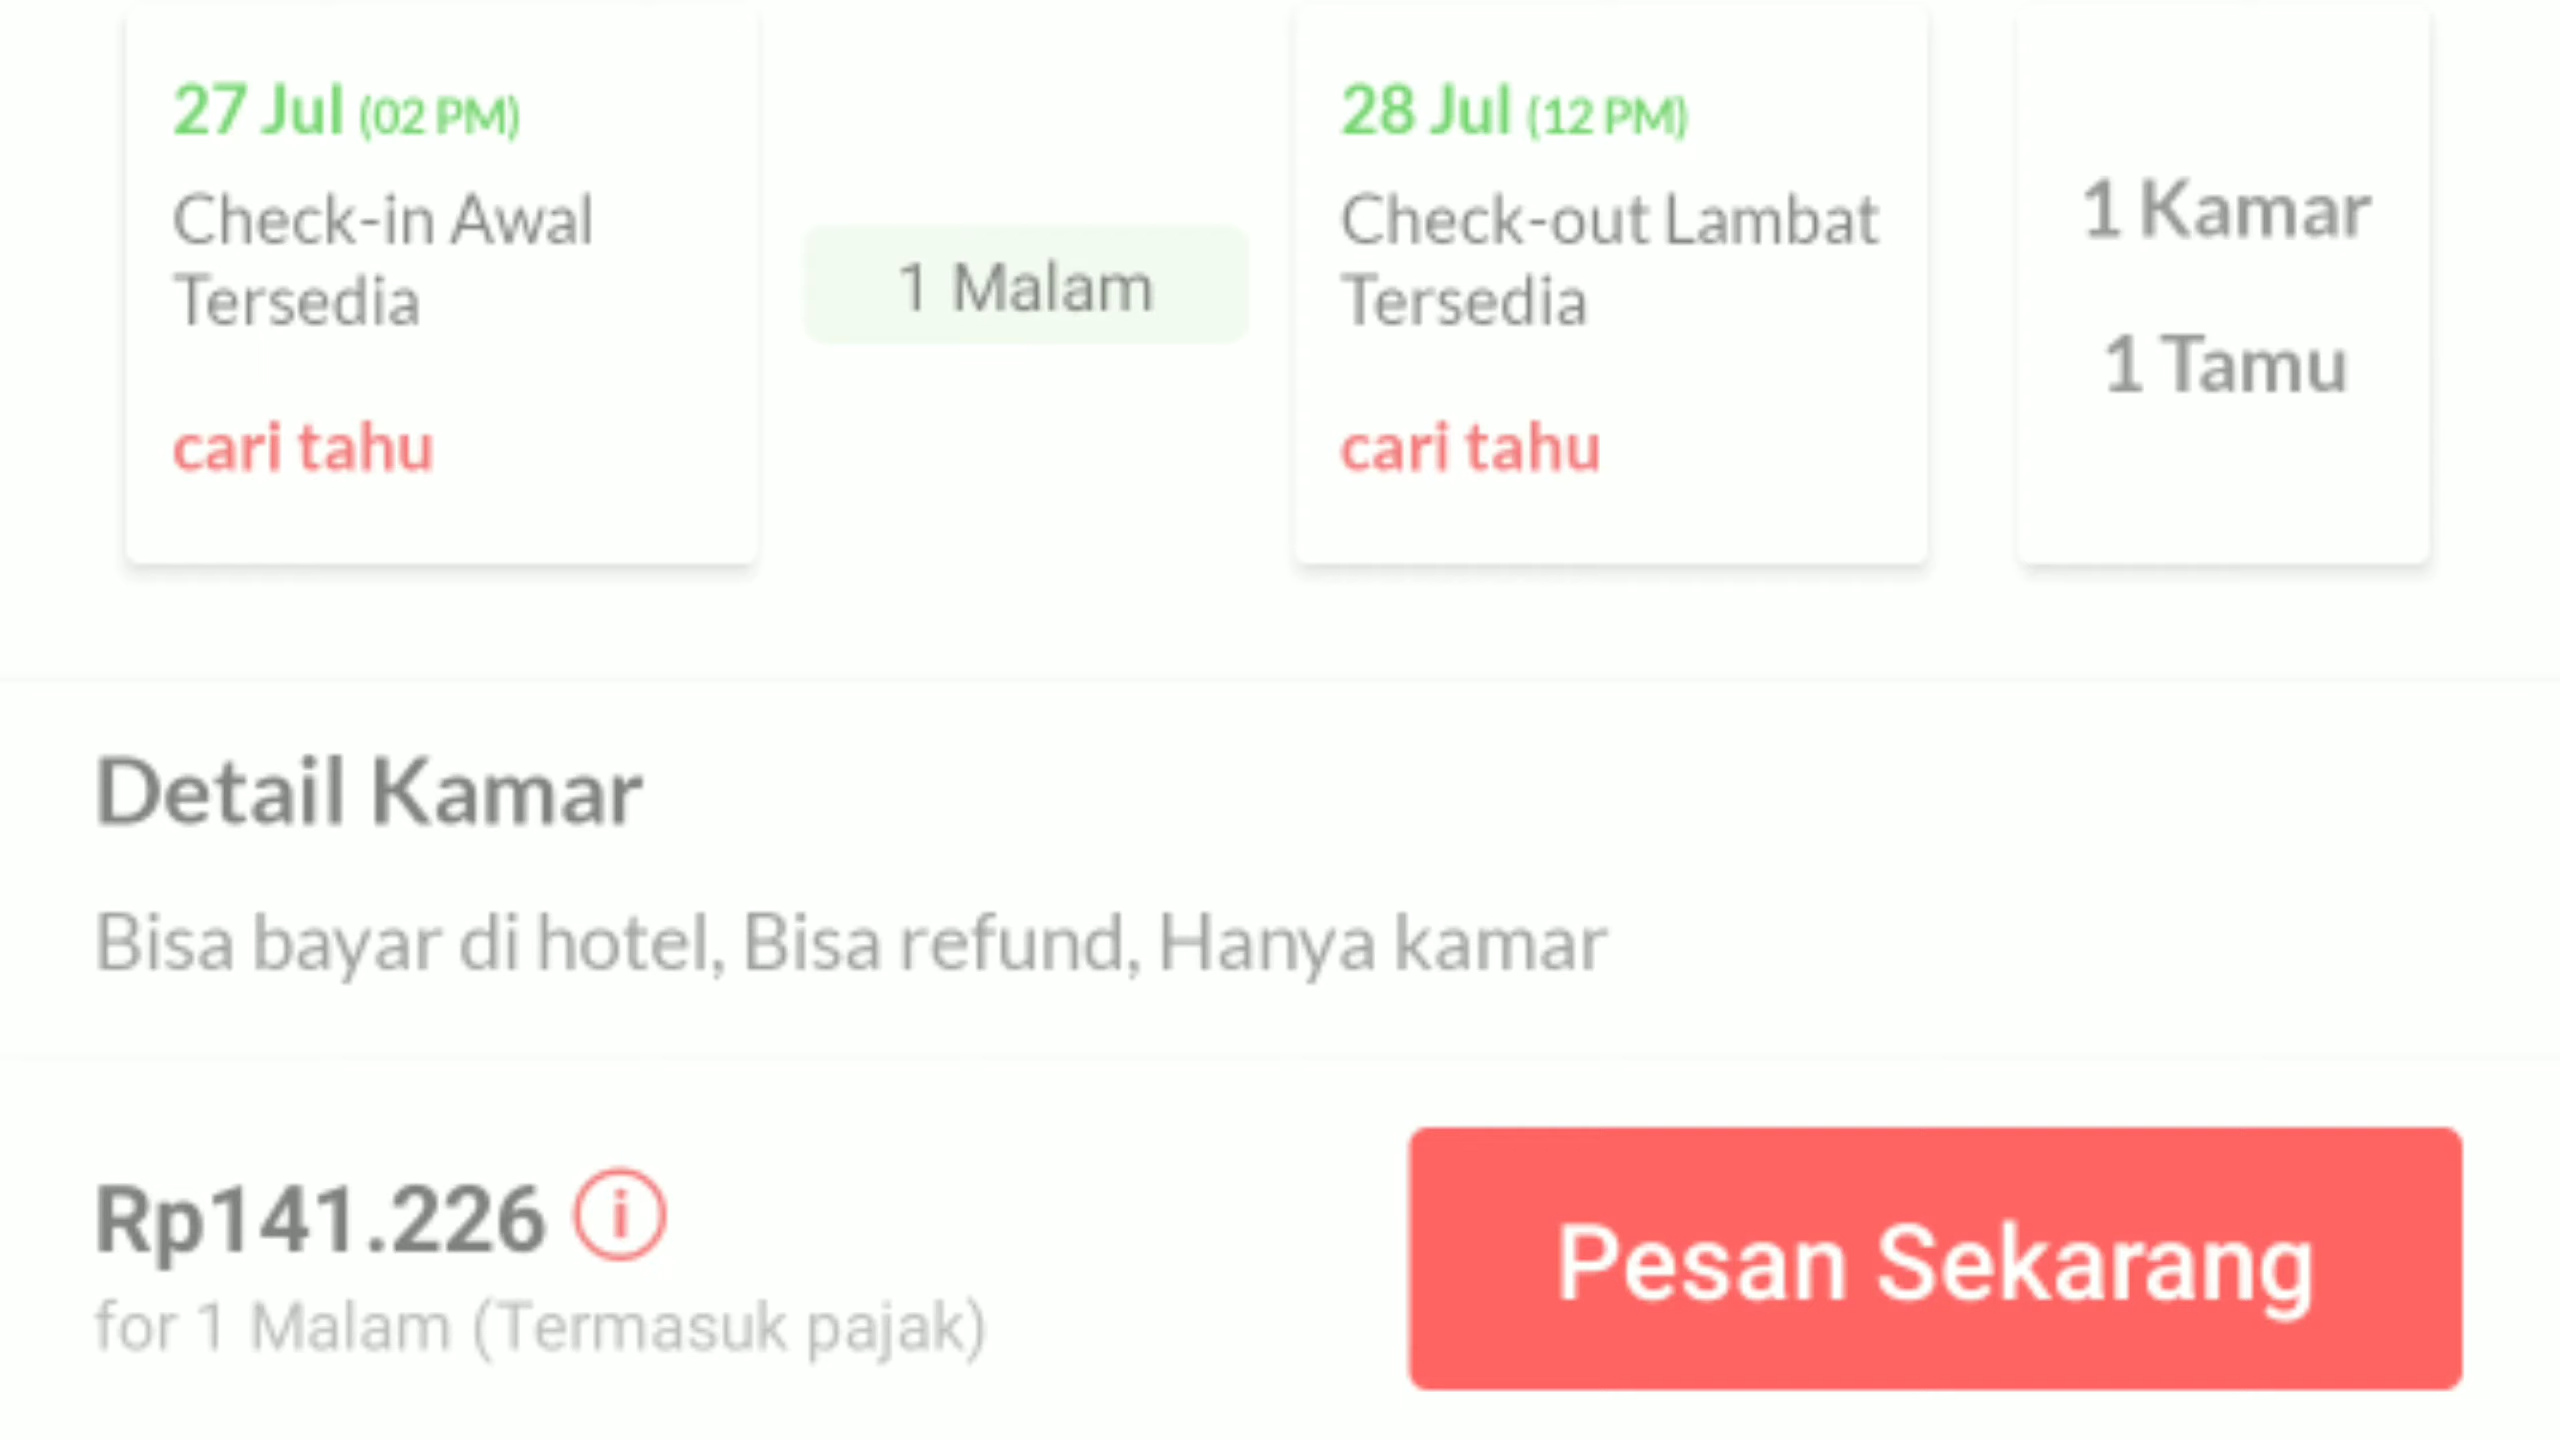 27 Jul (02 PM)
Check-in Awal
Tersedia
cari tahu
1 Malam
28 Jul (12 PM)
Check-out Lambat
Tersedia
cari tahu
1 Kamar
1 Tamu
Detail Kamar
Bisa bayar di hotel, Bisa refund, Hanya kamar
Rp141.226 i
for 1 Malam (Termasuk pajak)
Pesan Sekarang